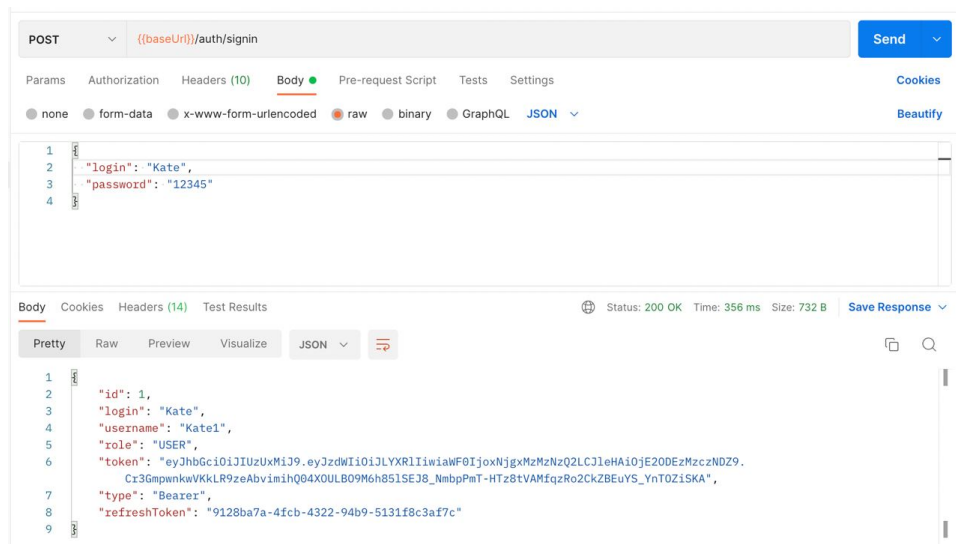 POST {{baseUrl}}/auth/signin Send
Params Authorization Headers (10) Body Pre-request Script Tests Settings Cookies
none form-data x-www-form-urlencoded raw binary GraphQL JSON Beautify
1 {
2 "login": "Kate",
3 "password": "12345"
4 }
Body Cookies Headers (14) Test Results Status: 200 OK Time: 356 ms Size: 732 B Save Response
Pretty Raw Preview Visualize JSON
1 {
2 "id": 1,
3 "login": "Kate",
4 "username": "Kate1",
5 "role": "USER",
6 "token": "eyJhbGciOiJIUzUxMiJ9.eyJzdWIiOiJLYXRlIiwiaWF0IjoxNjgxMzMzNzQ2LCJleHAiOjE2ODEzMzczNDZ9.
Cr3GmpwnkwVKkLR9zeAbvimihQ04XOULBO9M6h85lSEJ8_NmbpPmT-HTz8tVAMfqzRo2CkZBEuYS_YnTOZiSKA",
7 "type": "Bearer",
8 "refreshToken": "9128ba7a-4fcb-4322-94b9-5131f8c3af7c"
9 }